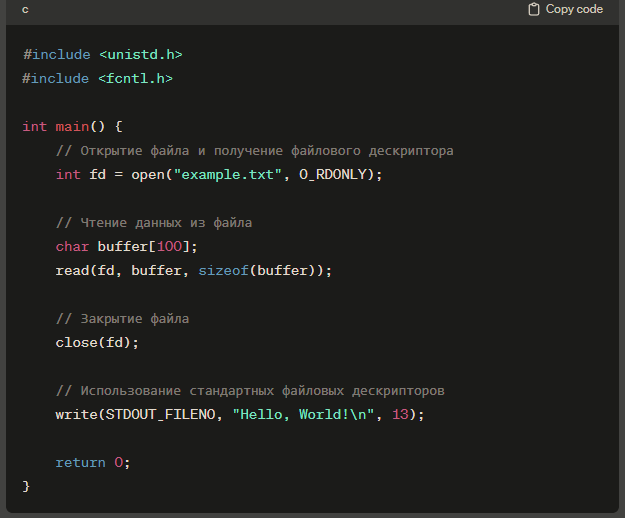 c
Copy code
#include <unistd.h>
#include <fcntl.h>
int main() {
// Открытие файла и получение файлового дескриптора
int fd = open("example.txt", O_RDONLY);
// Чтение данных из файла
char buffer[100];
read(fd, buffer, sizeof(buffer));
// Закрытие файла
close(fd);
// Использование стандартных файловых дескрипторов
write(STDOUT_FILENO, "Hello, World!\n", 13);
return 0;
}